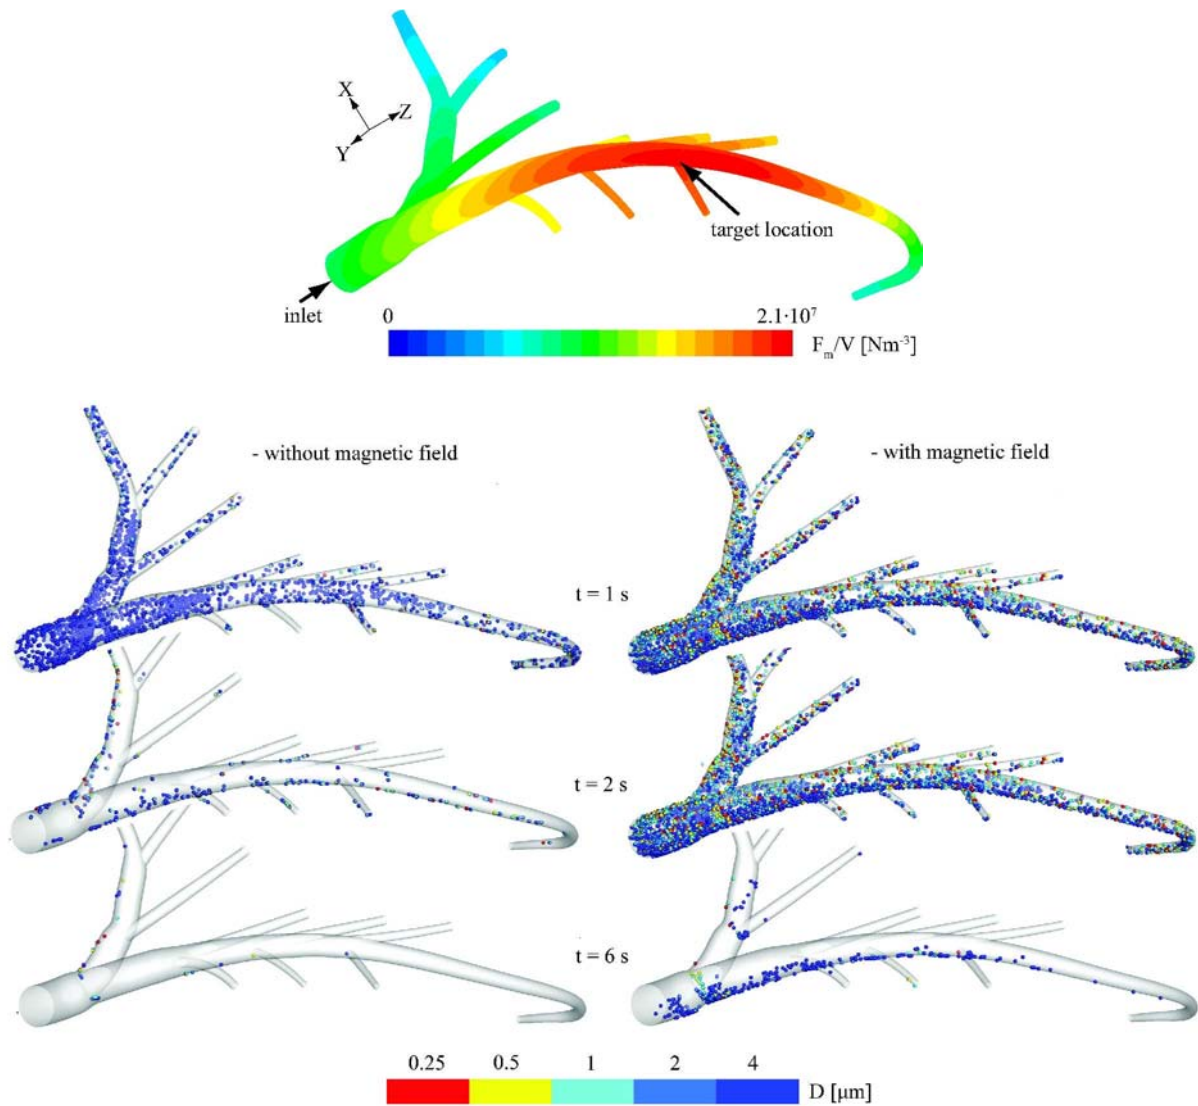 X
Z
Y
target location
inlet
0 2.1·10⁷
Fₘ/V [Nm⁻³]
- without magnetic field
- with magnetic field
t = 1 s
t = 2 s
t = 6 s
0.25 0.5 1 2 4
D [μm]